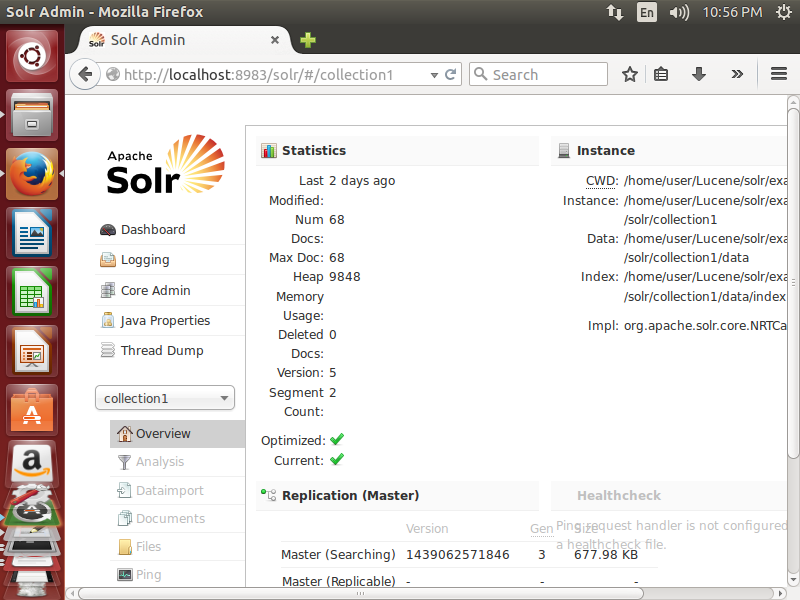 Solr Admin - Mozilla Firefox
En
10:56 PM
Solr
Solr Admin
http://localhost:8983/solr/#/collection1
Search
Apache
Solr
Dashboard
Logging
Core Admin
Java Properties
Thread Dump
collection1
Overview
Analysis
Dataimport
Documents
Files
Ping
Statistics
Last 2 days ago
Modified:
Num 68
Docs:
Max Doc: 68
Heap 9848
Memory
Usage:
Deleted 0
Docs:
Version: 5
Segment 2
Count:
Optimized:
Current:
Instance
CWD: /home/user/Lucene/solr/exa
Instance: /home/user/Lucene/solr/exa
/solr/collection1
Data: /home/user/Lucene/solr/exa
/solr/collection1/data
Index: /home/user/Lucene/solr/exa
/solr/collection1/data/index
Impl: org.apache.solr.core.NRTCa
Replication (Master)
Version Gen Size
Master (Searching) 1439062571846 3 677.98 KB
Master (Replicable) - - -
Healthcheck
Ping request handler is not configured
a healthcheck file.